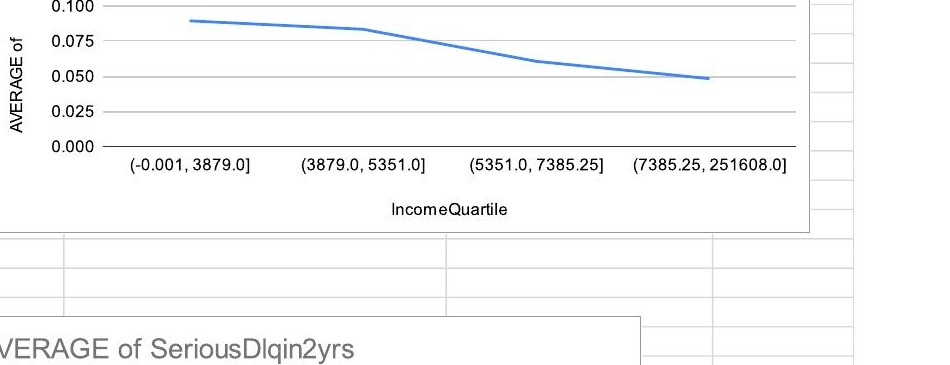 0.100
0.075
0.050
0.025
0.000
AVERAGE of
(-0.001, 3879.0] (3879.0, 5351.0] (5351.0, 7385.25] (7385.25, 251608.0]
IncomeQuartile
VERAGE of SeriousDlqin2yrs